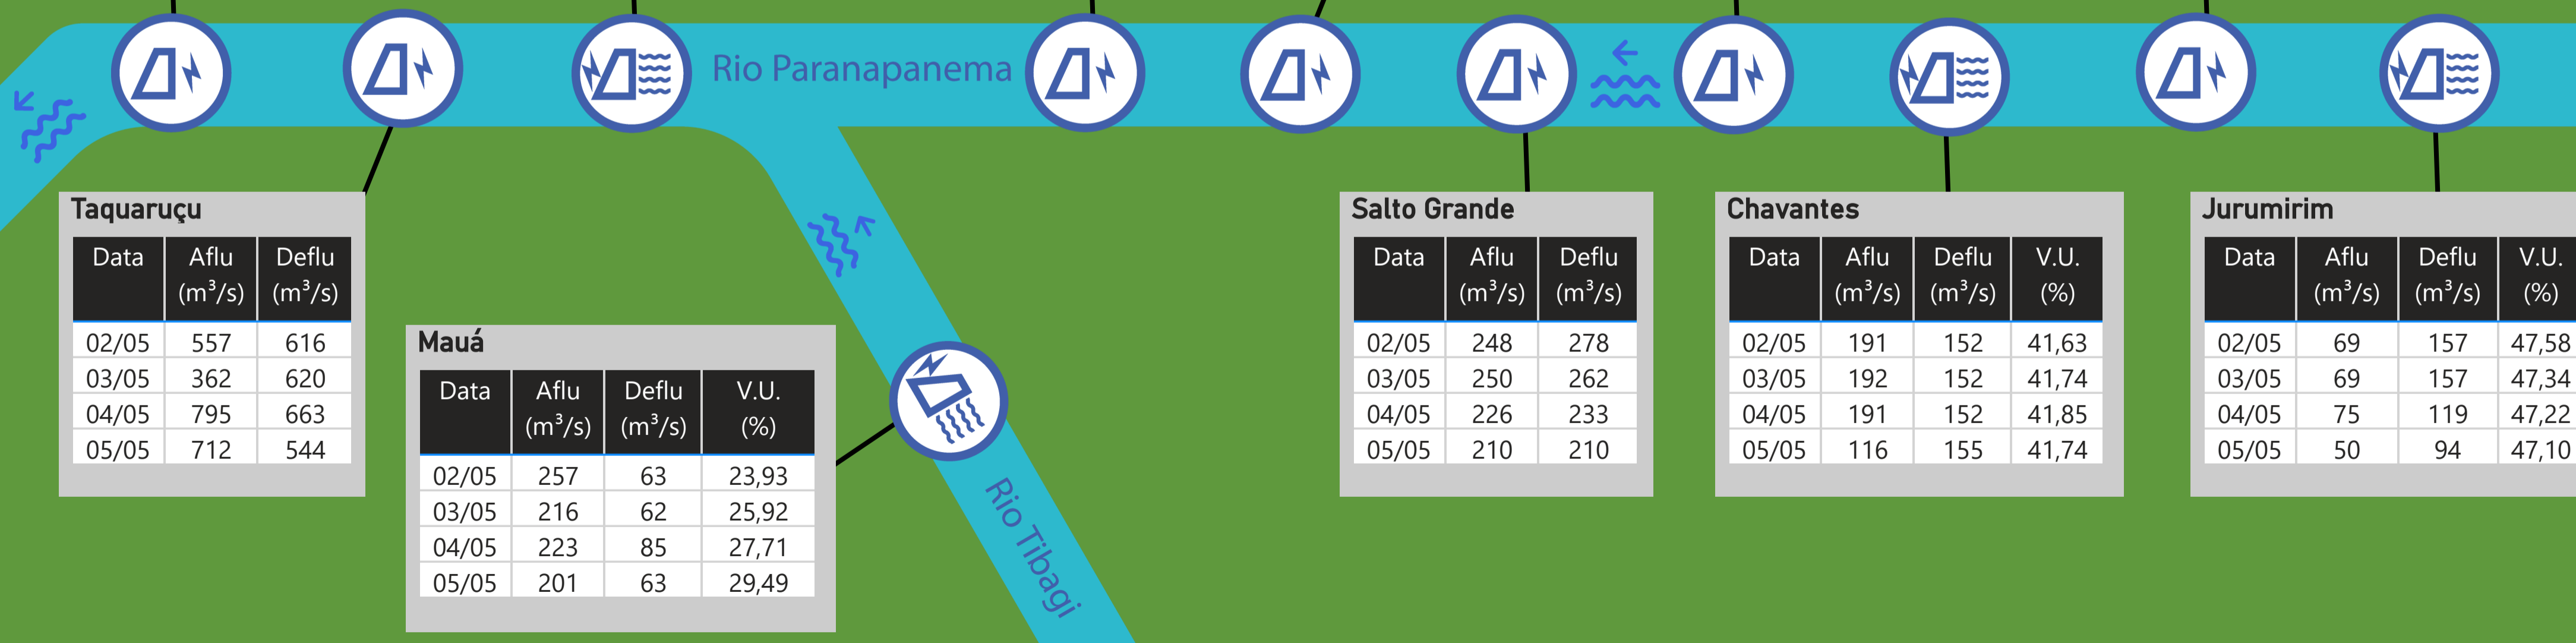 Rio Paranapanema
Taquaruçu
Data Aflu (m³/s) Deflu (m³/s)
02/05 557 616
03/05 362 620
04/05 795 663
05/05 712 544
Mauá
Data Aflu (m³/s) Deflu (m³/s) V.U. (%)
02/05 257 63 23,93
03/05 216 62 25,92
04/05 223 85 27,71
05/05 201 63 29,49
Rio Tibagi
Salto Grande
Data Aflu (m³/s) Deflu (m³/s)
02/05 248 278
03/05 250 262
04/05 226 233
05/05 210 210
Chavantes
Data Aflu (m³/s) Deflu (m³/s) V.U. (%)
02/05 191 152 41,63
03/05 192 152 41,74
04/05 191 152 41,85
05/05 116 155 41,74
Jurumirim
Data Aflu (m³/s) Deflu (m³/s) V.U. (%)
02/05 69 157 47,58
03/05 69 157 47,34
04/05 75 119 47,22
05/05 50 94 47,10